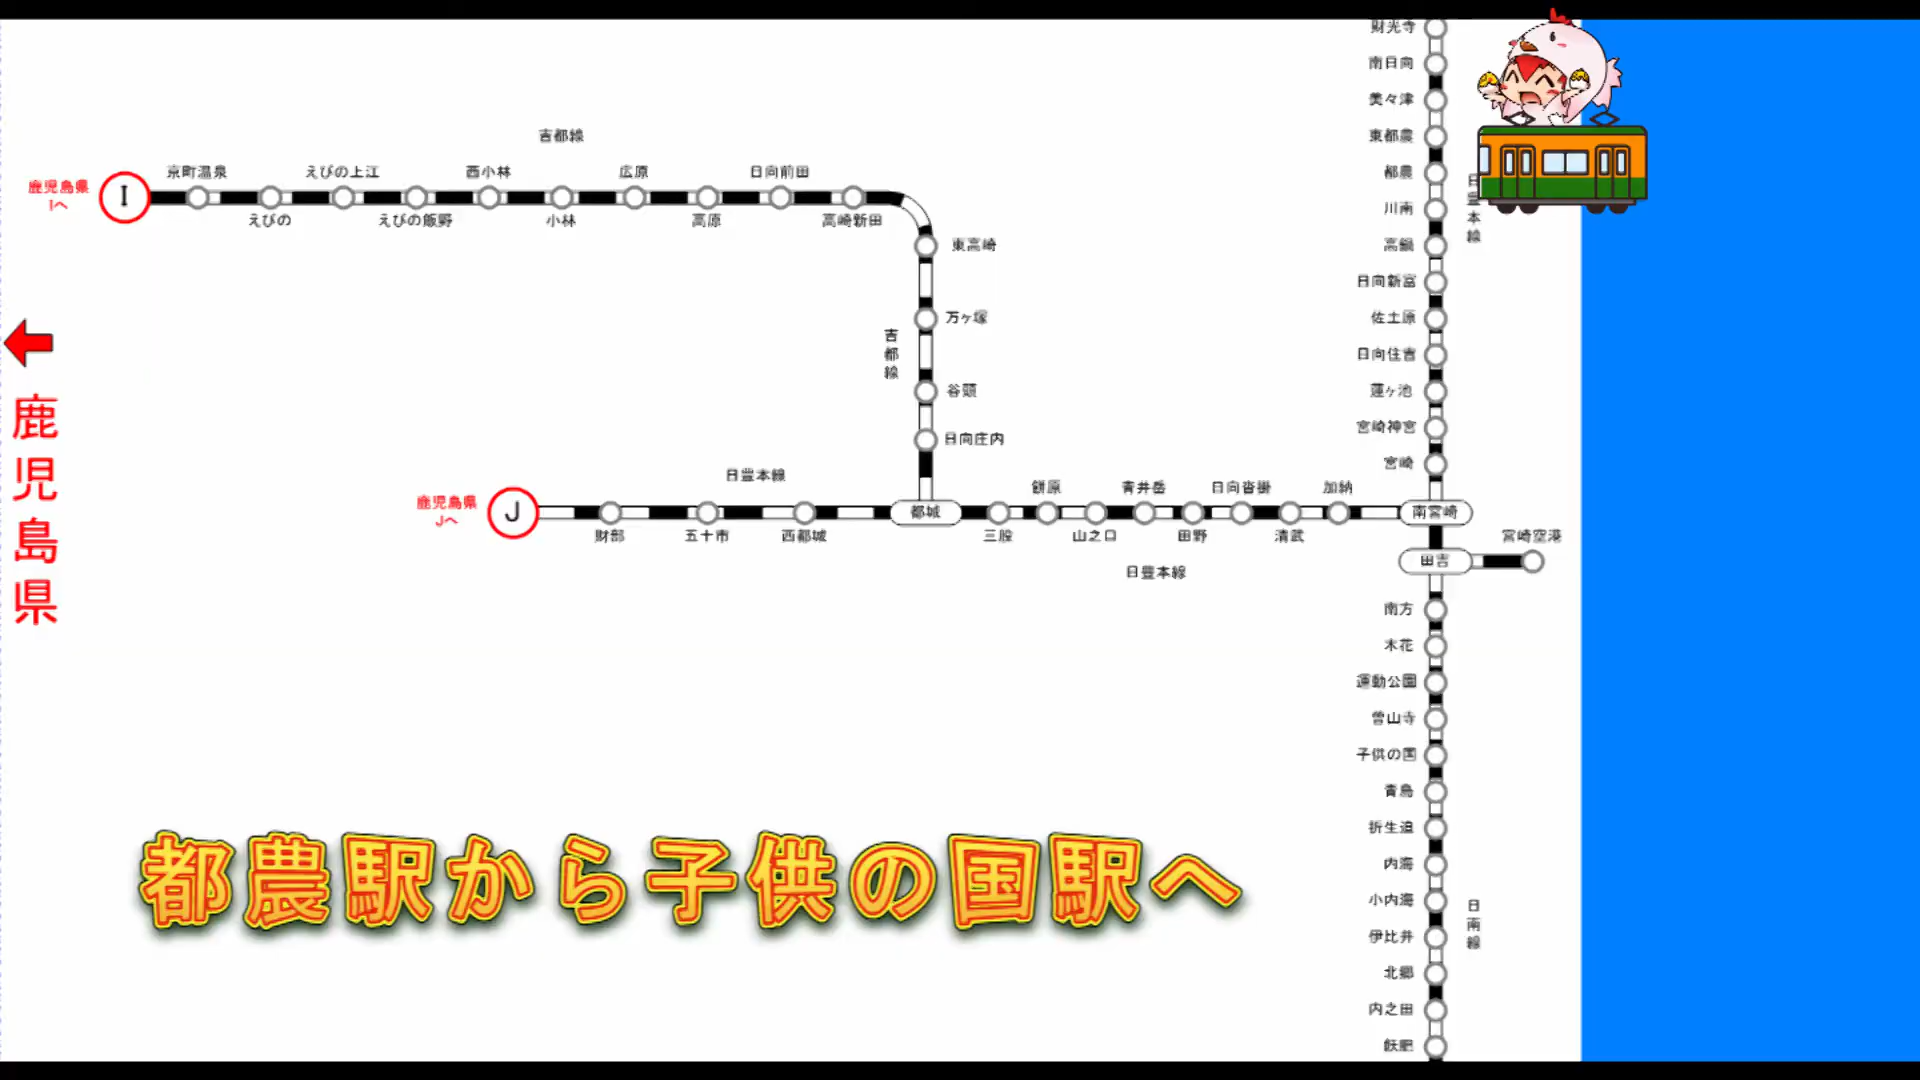 財光寺
南日向
美々津
東都農
都農
川南
高鍋
日向新富
佐土原
日向住吉
蓮ヶ池
宮崎神宮
宮崎
日豊本線
吉都線
鹿児島県
Iへ
I
京町温泉
えびの
えびの上江
えびの飯野
西小林
小林
広原
高原
日向前田
高崎新田
東高崎
万ヶ塚
谷頭
日向庄内
吉都線
鹿児島県
日豊本線
鹿児島県
Jへ
J
財部
五十市
西都城
都城
三股
餅原
山之口
青井岳
田野
日向沓掛
清武
加納
南宮崎
日豊本線
田吉
宮崎空港
南方
木花
運動公園
曽山寺
子供の国
青島
折生迫
内海
小内海
伊比井
北郷
内之田
飫肥
日南線
都農駅から子供の国駅へ